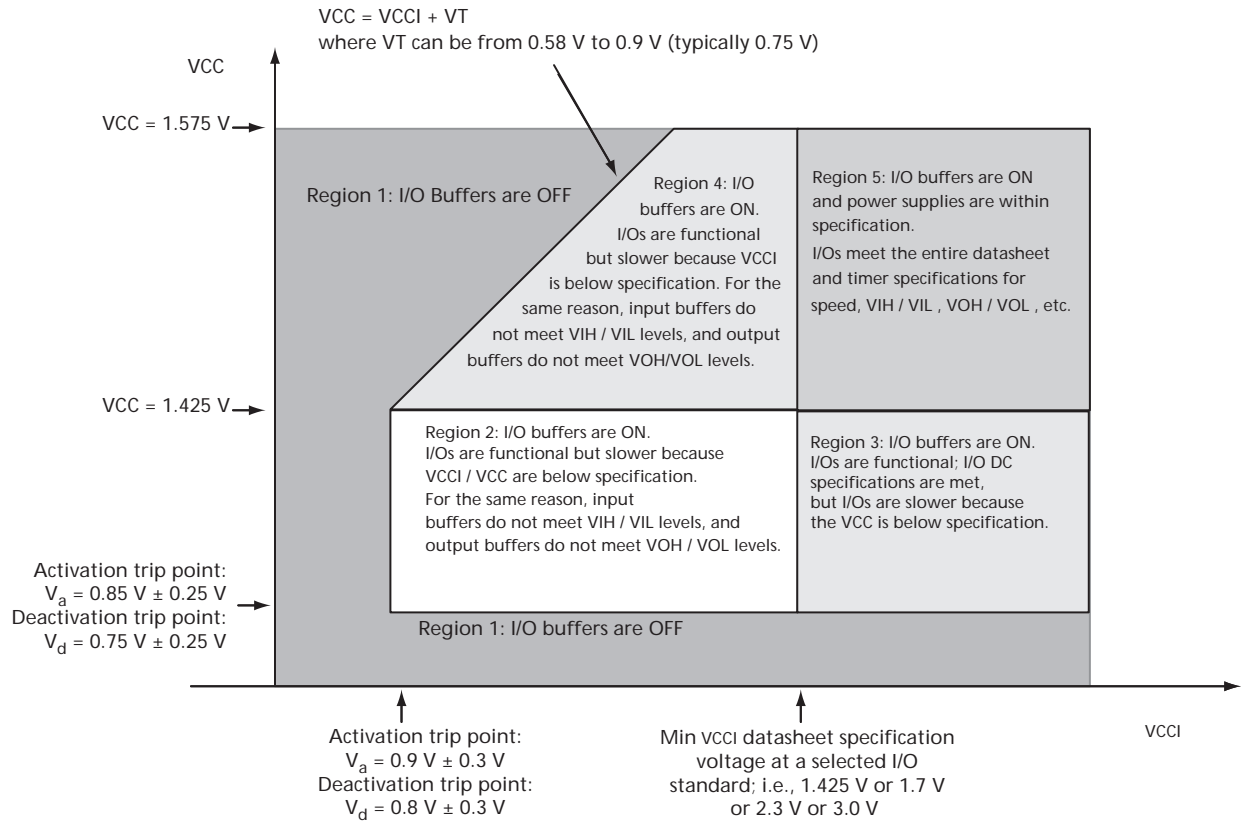 VCC = VCCI + VT
where VT can be from 0.58 V to 0.9 V (typically 0.75 V)
VCC
VCC = 1.575 V
Region 1: I/O Buffers are OFF
Region 4: I/O
buffers are ON.
I/Os are functional
but slower because VCCI
is below specification. For the
same reason, input buffers do
not meet VIH / VIL levels, and output
buffers do not meet VOH/VOL levels.
Region 5: I/O buffers are ON
and power supplies are within
specification.
I/Os meet the entire datasheet
and timer specifications for
speed, VIH / VIL , VOH / VOL , etc.
VCC = 1.425 V
Region 2: I/O buffers are ON.
I/Os are functional but slower because
VCCI / VCC are below specification.
For the same reason, input
buffers do not meet VIH / VIL levels, and
output buffers do not meet VOH / VOL levels.
Region 3: I/O buffers are ON.
I/Os are functional; I/O DC
specifications are met,
but I/Os are slower because
the VCC is below specification.
Activation trip point:
Va = 0.85 V ± 0.25 V
Deactivation trip point:
Vd = 0.75 V ± 0.25 V
Region 1: I/O buffers are OFF
Activation trip point:
Va = 0.9 V ± 0.3 V
Deactivation trip point:
Vd = 0.8 V ± 0.3 V
Min VCCI datasheet specification
voltage at a selected I/O
standard; i.e., 1.425 V or 1.7 V
or 2.3 V or 3.0 V
VCCI